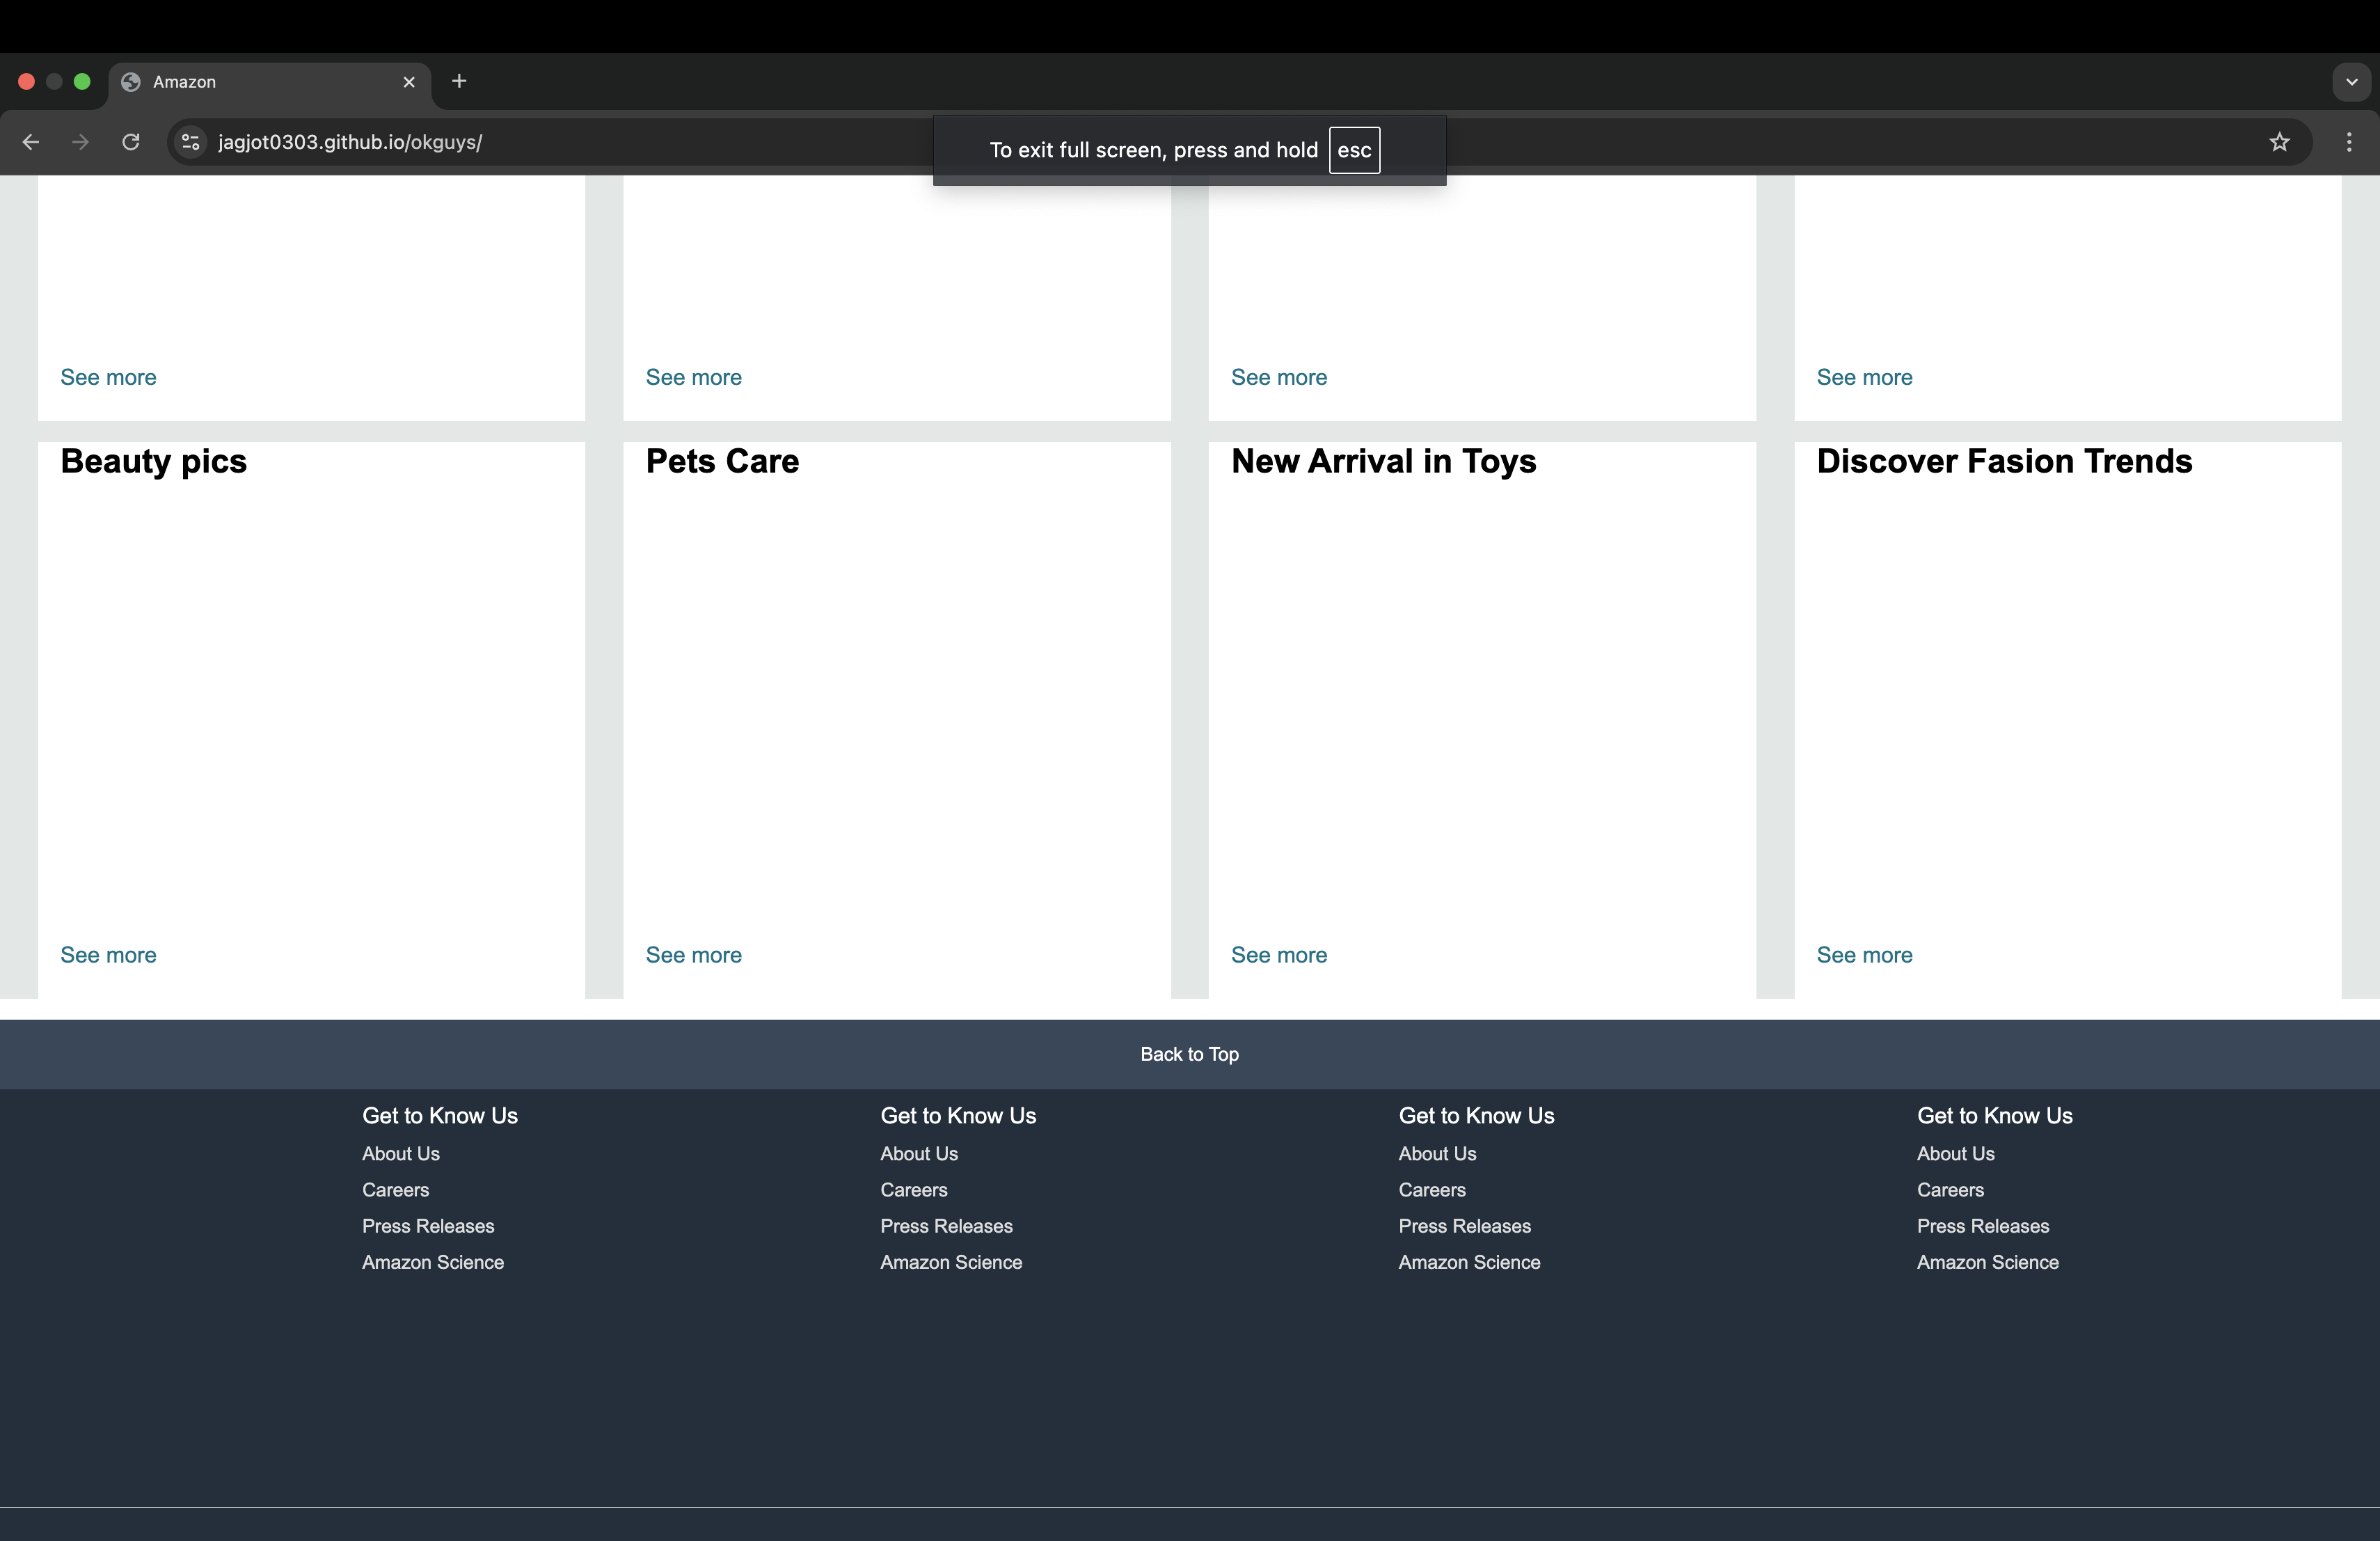 Amazon
jagjot0303.github.io/okguys/
To exit full screen, press and hold esc
See more See more See more See more
Beauty pics Pets Care New Arrival in Toys Discover Fasion Trends
See more See more See more See more
Back to Top
Get to Know Us Get to Know Us Get to Know Us Get to Know Us
About Us About Us About Us About Us
Careers Careers Careers Careers
Press Releases Press Releases Press Releases Press Releases
Amazon Science Amazon Science Amazon Science Amazon Science